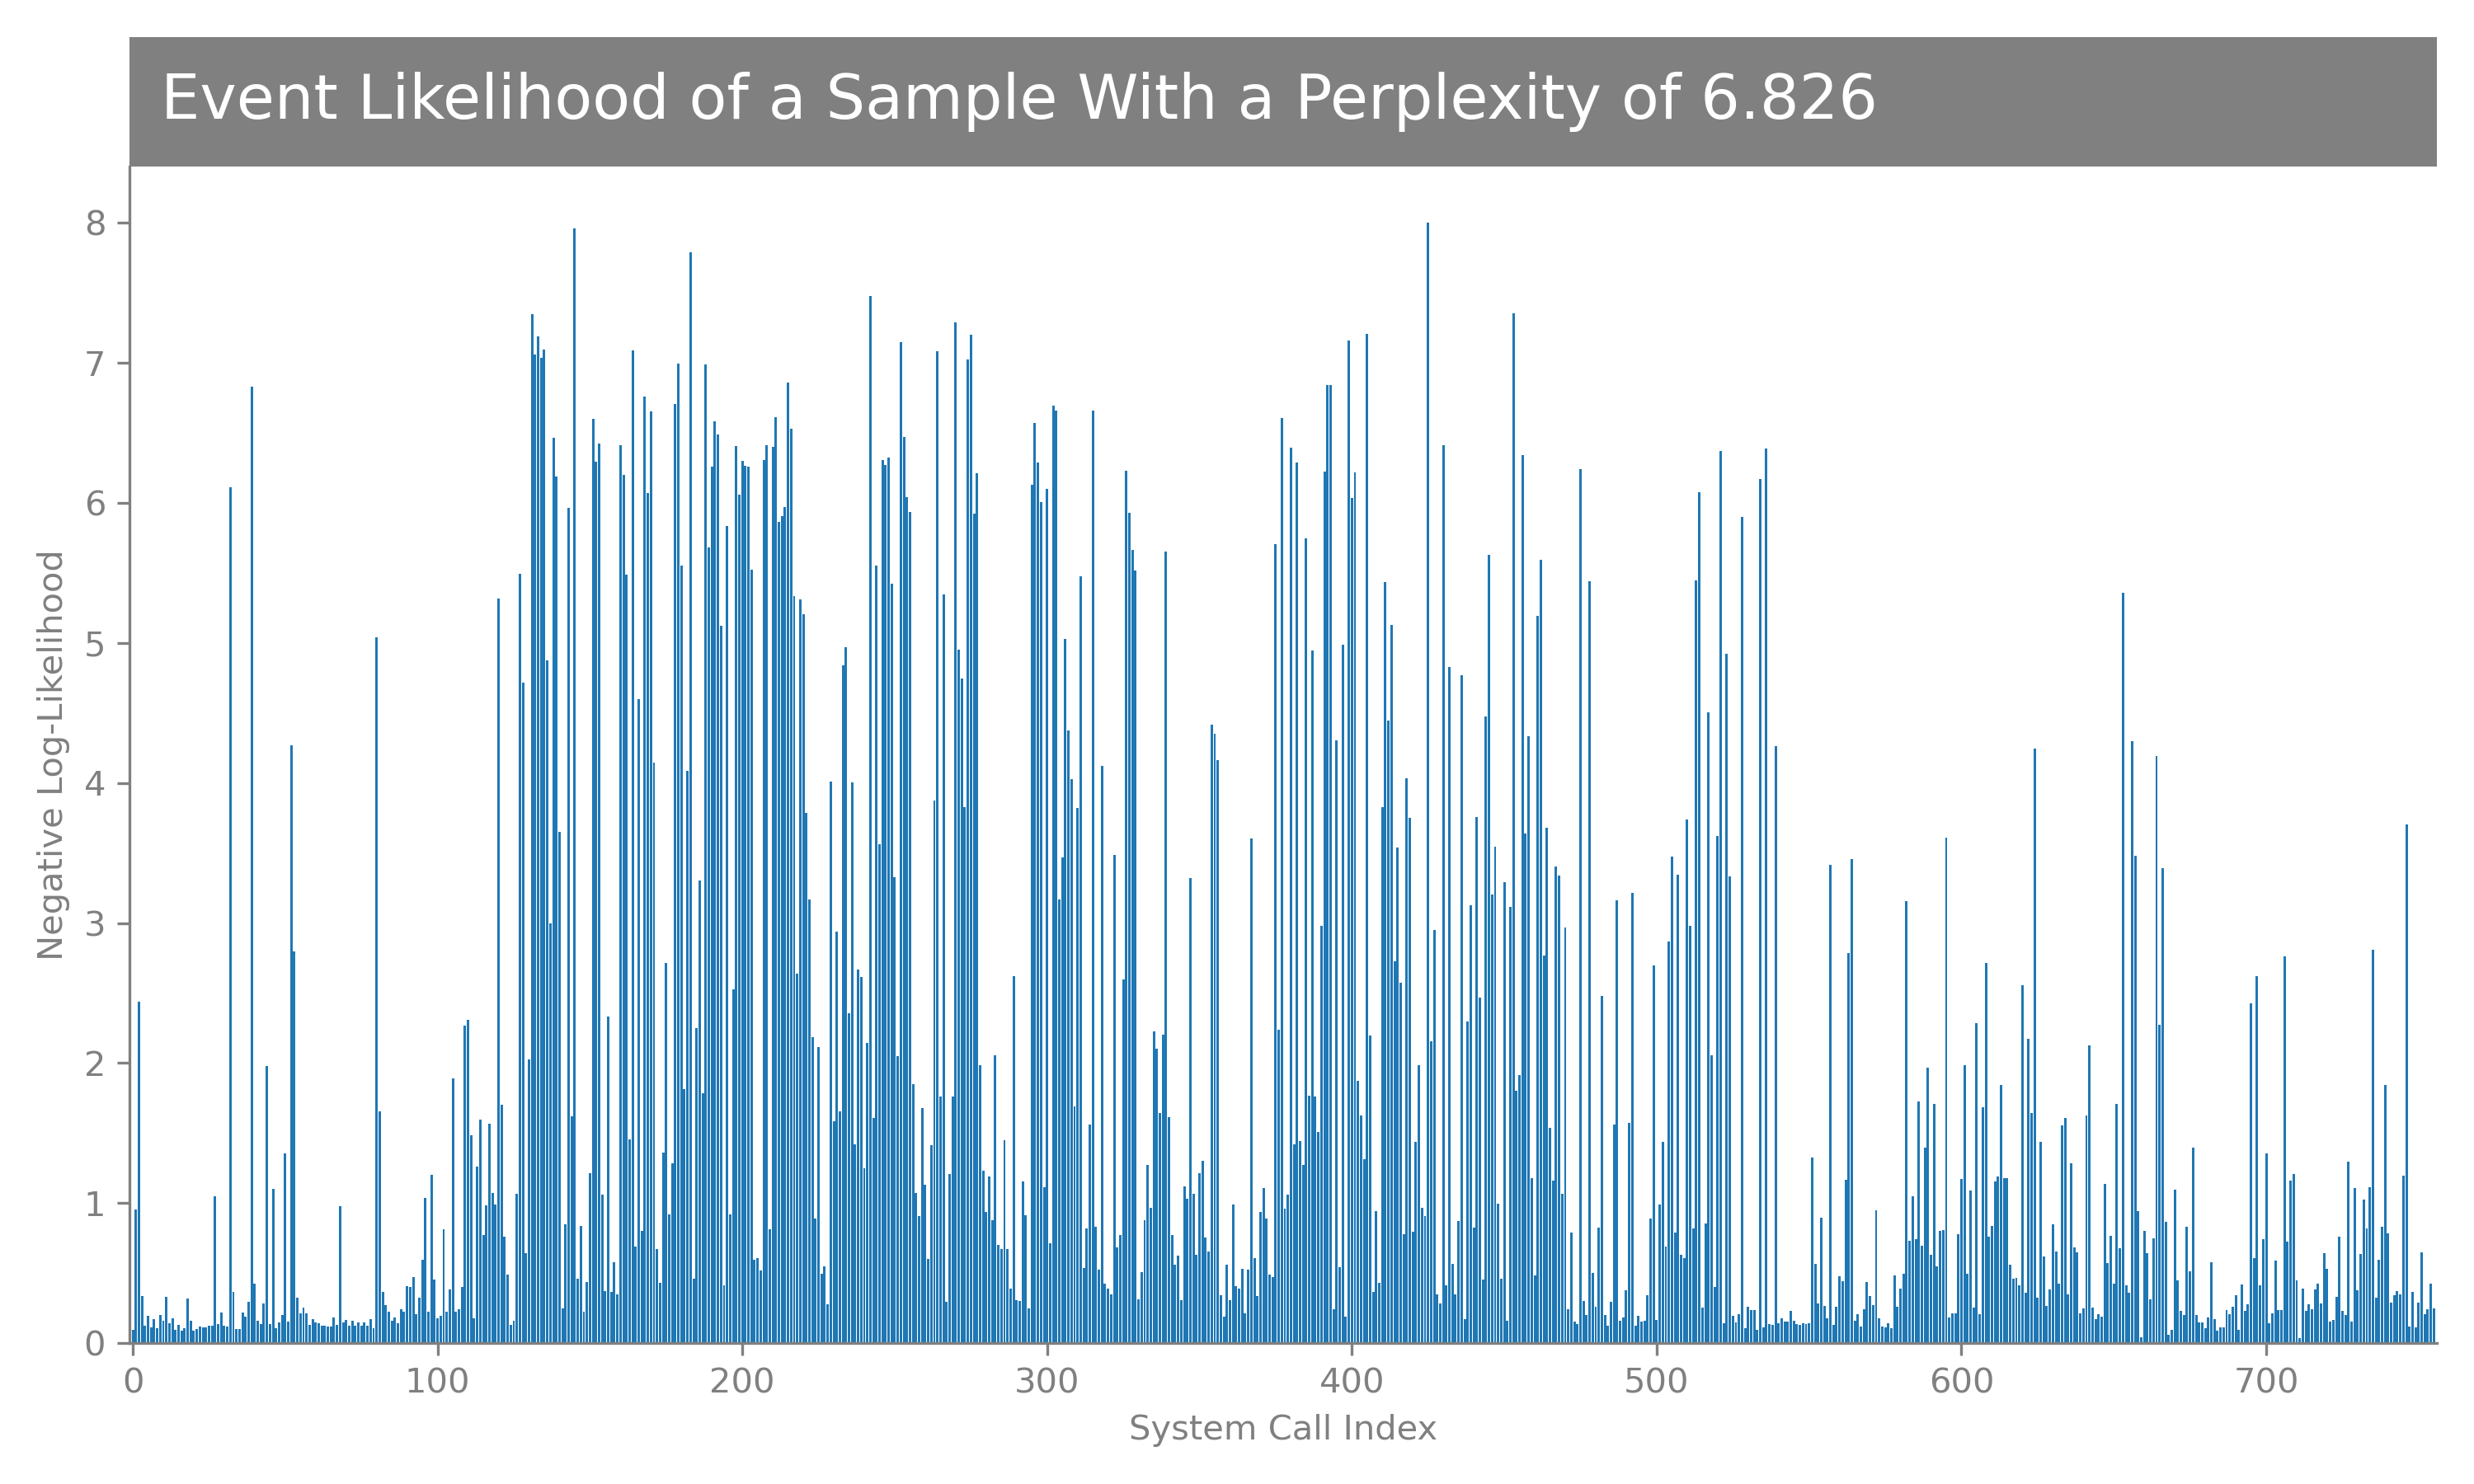 Event Likelihood of a Sample With a Perplexity of 6.826
8
7
6
5
4
3
2
1
0
Negative Log-Likelihood
0 100 200 300 400 500 600 700
System Call Index